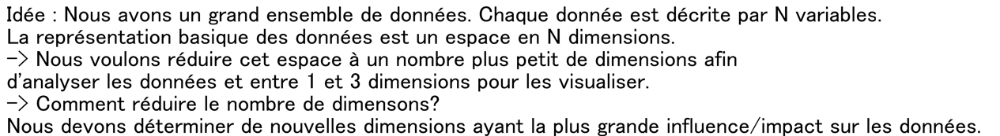 Idée : Nous avons un grand ensemble de données. Chaque donnée est décrite par N variables.
La représentation basique des données est un espace en N dimensions.
-> Nous voulons réduire cet espace à un nombre plus petit de dimensions afin
d'analyser les données et entre 1 et 3 dimensions pour les visualiser.
-> Comment réduire le nombre de dimensons?
Nous devons déterminer de nouvelles dimensions ayant la plus grande influence/impact sur les données.